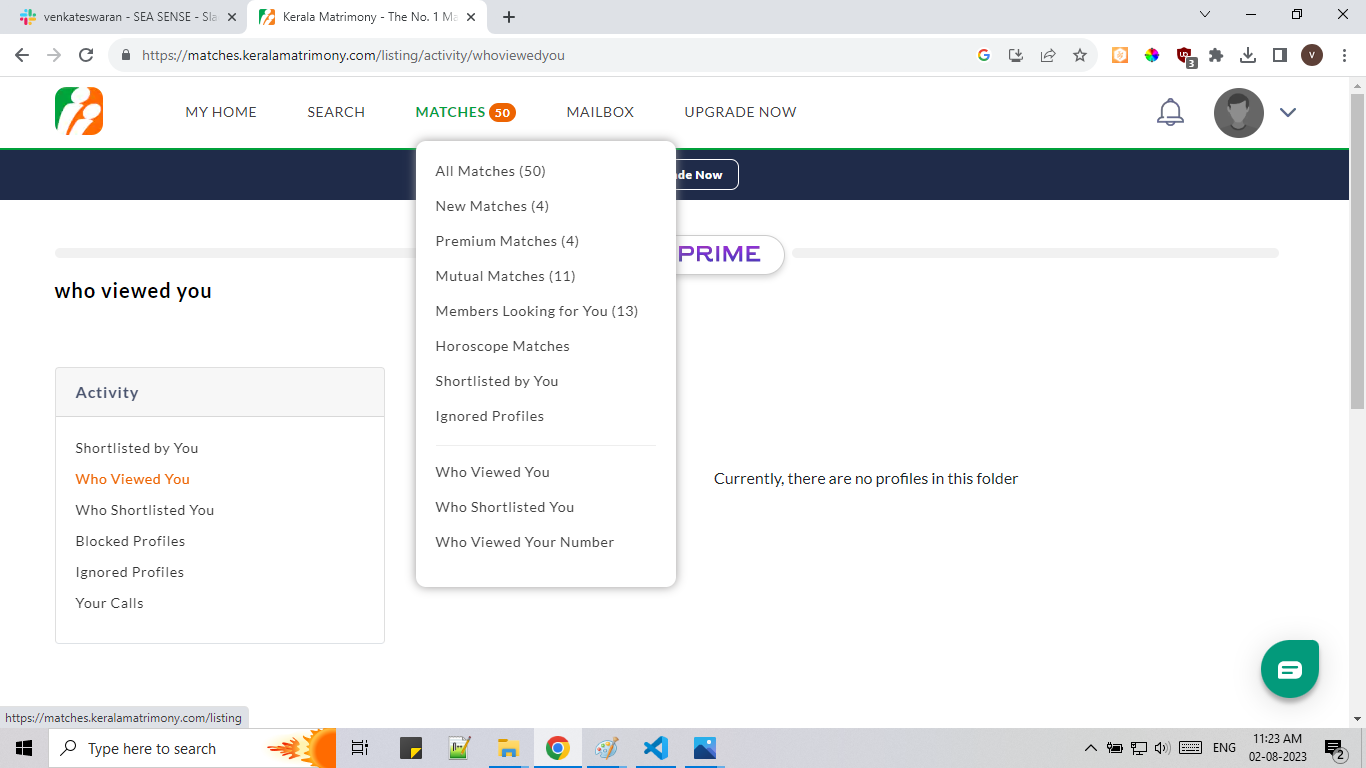 venkateswaran - SEA SENSE - Sla
Kerala Matrimony - The No. 1 Ma
https://matches.keralamatrimony.com/listing/activity/whoviewedyou
3
V
MY HOME
SEARCH
MATCHES 50
MAILBOX
UPGRADE NOW
All Matches (50)
New Matches (4)
Premium Matches (4)
Mutual Matches (11)
Members Looking for You (13)
Horoscope Matches
Shortlisted by You
Ignored Profiles
Who Viewed You
Who Shortlisted You
Who Viewed Your Number
Now
PRIME
who viewed you
Activity
Shortlisted by You
Who Viewed You
Who Shortlisted You
Blocked Profiles
Ignored Profiles
Your Calls
Currently, there are no profiles in this folder
https://matches.keralamatrimony.com/listing
Type here to search
ENG
11:23 AM
02-08-2023
2